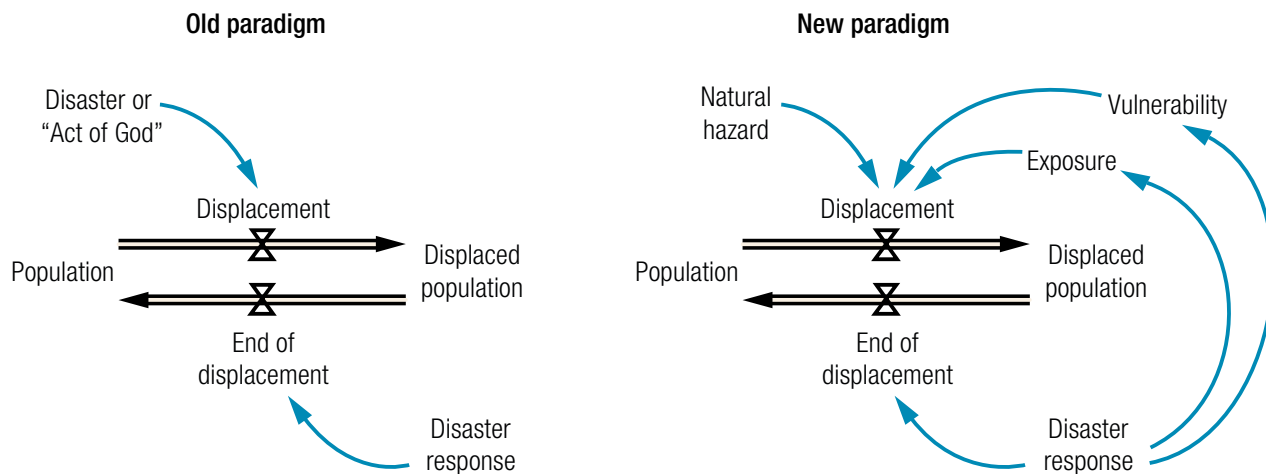 Old paradigm
Disaster or
“Act of God”
Displacement
Population
Displaced
population
End of
displacement
Disaster
response
New paradigm
Natural
hazard
Vulnerability
Exposure
Displacement
Population
Displaced
population
End of
displacement
Disaster
response